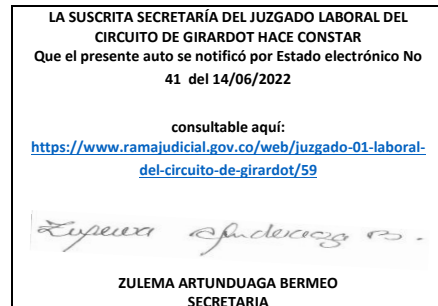 LA SUSCRITA SECRETARÍA DEL JUZGADO LABORAL DEL
CIRCUITO DE GIRARDOT HACE CONSTAR
Que el presente auto se notificó por Estado electrónico No
41 del 14/06/2022
consultable aquí:
https://www.ramajudicial.gov.co/web/juzgado-01-laboral-
del-circuito-de-girardot/59
Zulema Artunduaga B.
ZULEMA ARTUNDUAGA BERMEO
SECRETARIA